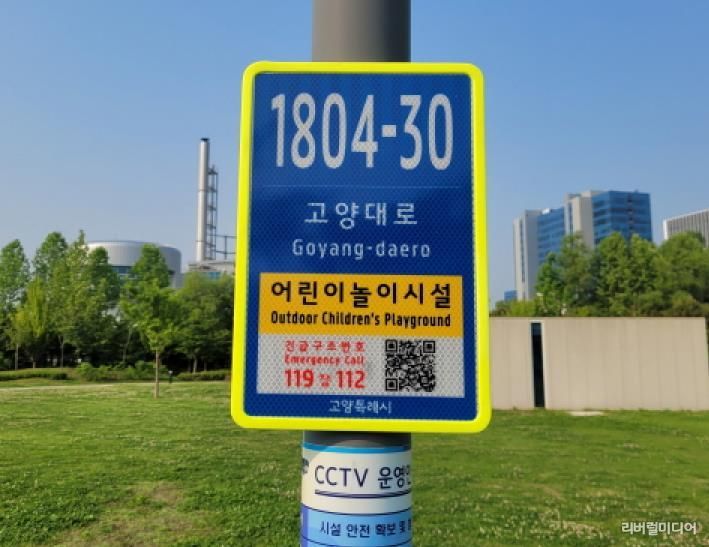 1804-30
고양대로
Goyang-daero
어린이놀이시설
Outdoor Children's Playground
긴급구조번호
Emergency Call
119 및 112
고양특례시
CCTV 운영
시설 안전 확보 및
리버럴미디어